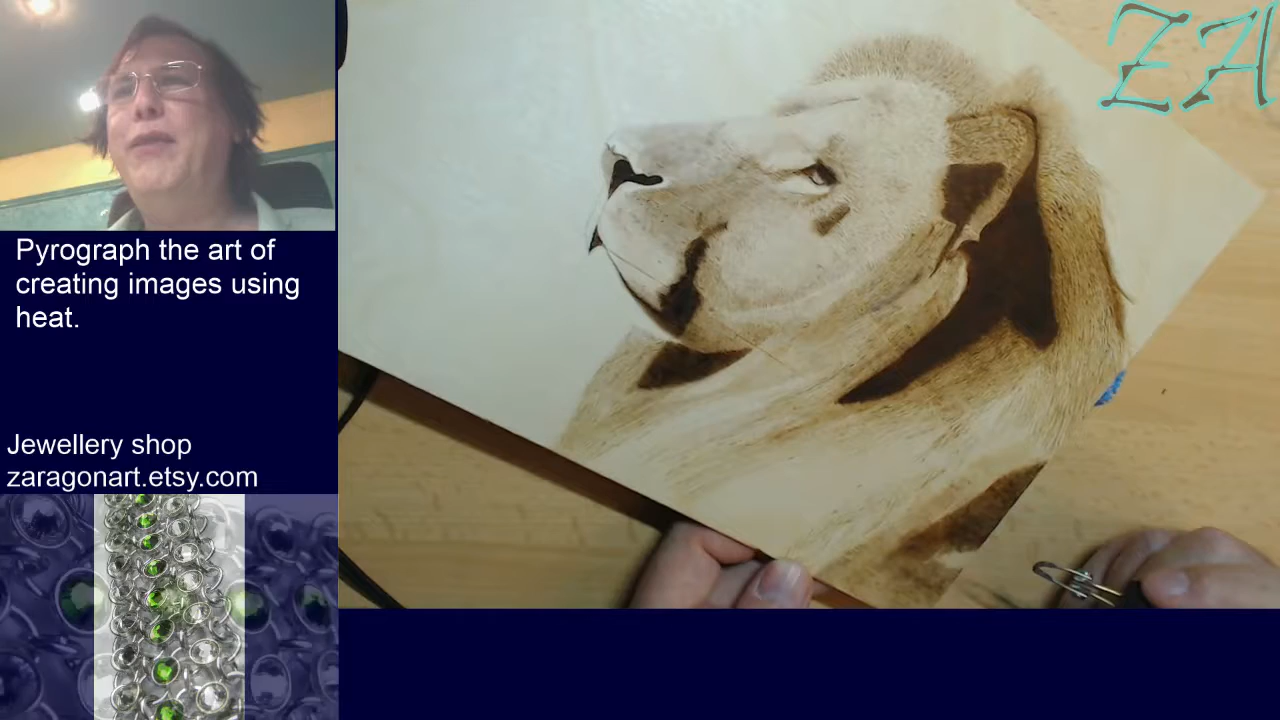 ZA
Pyrograph the art of
creating images using
heat.
Jewellery shop
zaragonart.etsy.com